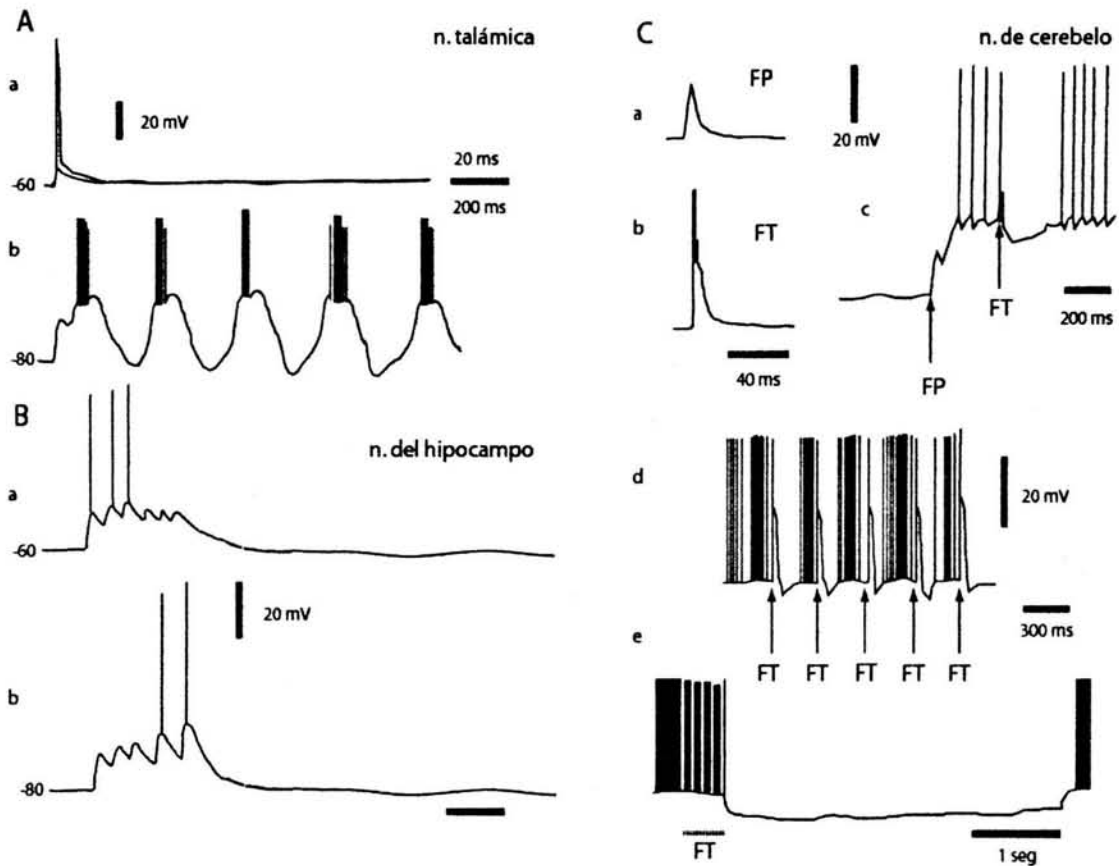 A
n. talámica
a
20 mV
-60
20 ms
200 ms
b
-80
B
n. del hipocampo
a
-60
20 mV
b
-80
C
n. de cerebelo
a
FP
20 mV
b
FT
40 ms
c
FT
FP
200 ms
d
20 mV
300 ms
FT FT FT FT FT
e
FT
1 seg